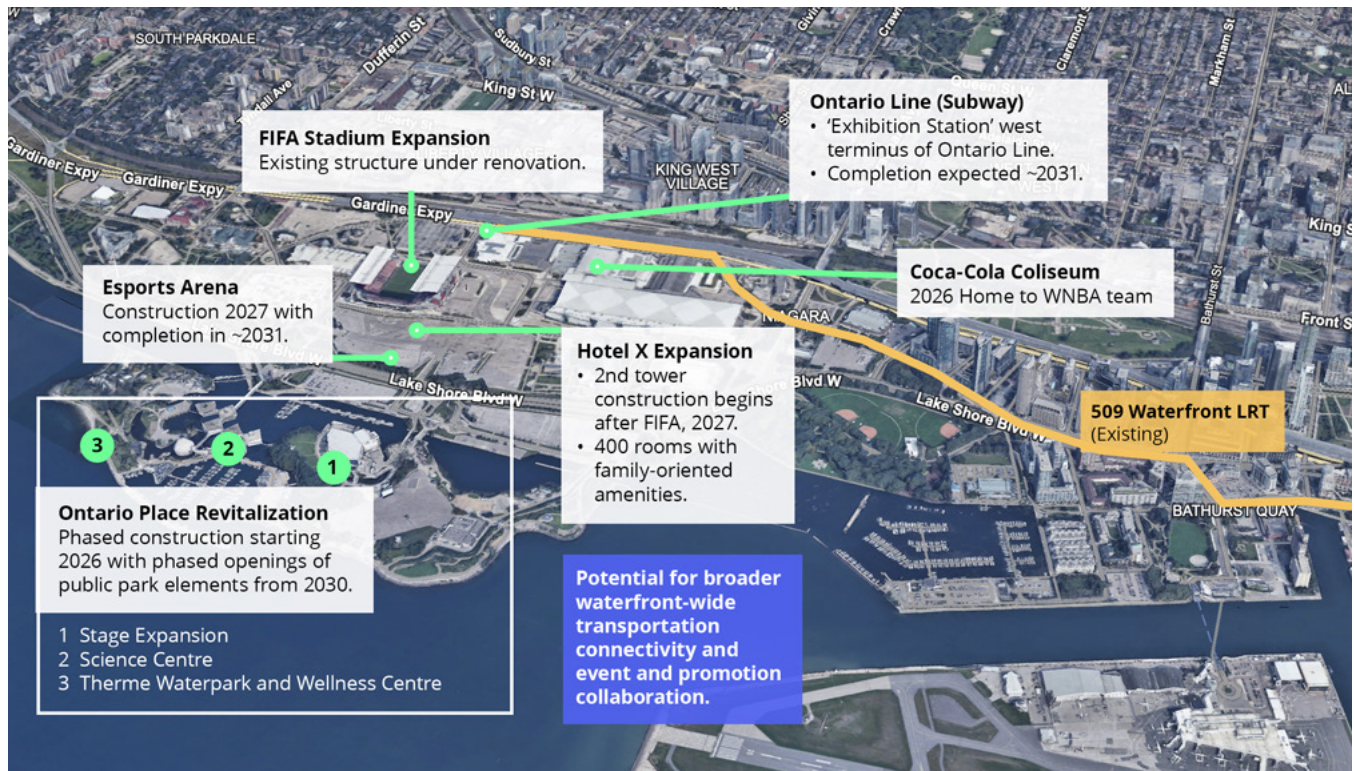 SOUTH PARKDALE
Dufferin St
Sudbury St
King St W
Gardiner Expy
Gardiner Expy
Gardiner Expy
Claremont St
Markham St
Bathurst St
King S
Front S
FIFA Stadium Expansion
Existing structure under renovation.
Ontario Line (Subway)
• ‘Exhibition Station’ west
terminus of Ontario Line.
• Completion expected ~2031.
KING WEST
VILLAGE
Esports Arena
Construction 2027 with
completion in ~2031.
Coca-Cola Coliseum
2026 Home to WNBA team
NIAGARA
Hotel X Expansion
• 2nd tower
construction begins
after FIFA, 2027.
• 400 rooms with
family-oriented
amenities.
Lake Shore Blvd W
Shore Blvd W
Lake Shore Blvd W
509 Waterfront LRT
(Existing)
BATHURST QUAY
3
2
1
Ontario Place Revitalization
Phased construction starting
2026 with phased openings of
public park elements from 2030.
1 Stage Expansion
2 Science Centre
3 Therme Waterpark and Wellness Centre
Potential for broader
waterfront-wide
transportation
connectivity and
event and promotion
collaboration.